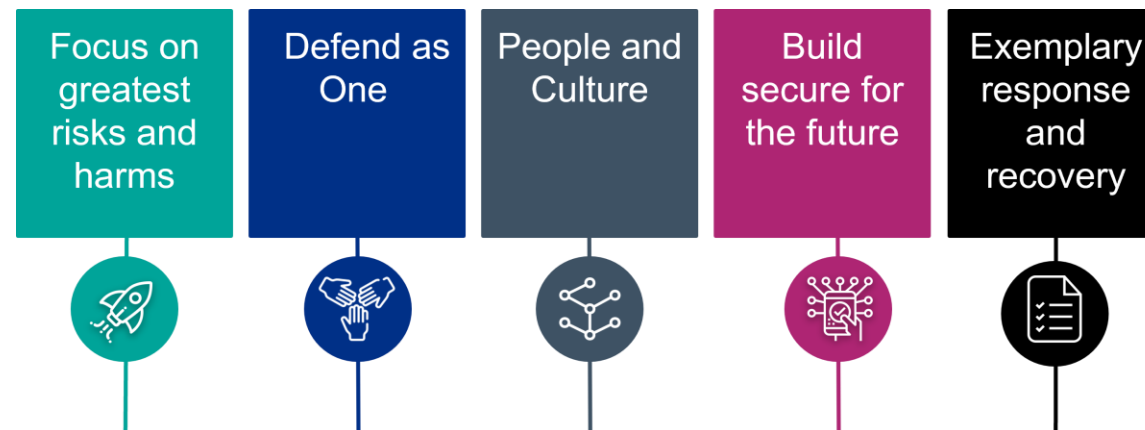 Focus on
greatest
risks and
harms
Defend as
One
People and
Culture
Build
secure for
the future
Exemplary
response
and
recovery